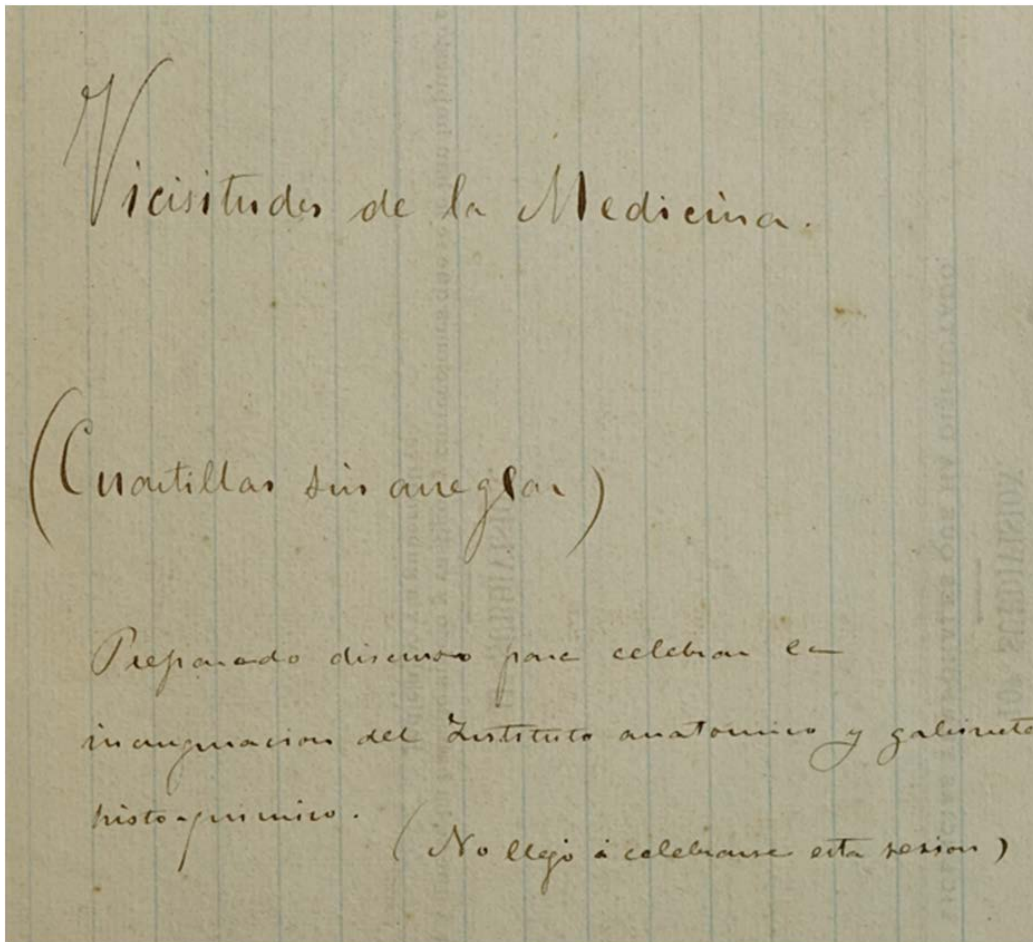 Vicisitudes de la Medicina.
(Cuartillas sin arreglar)
Preparado discurso para celebrar la
inauguracion del Instituto anatomico y gabinete
histo-quimico.
(No llegó á celebrarse esta sesion)